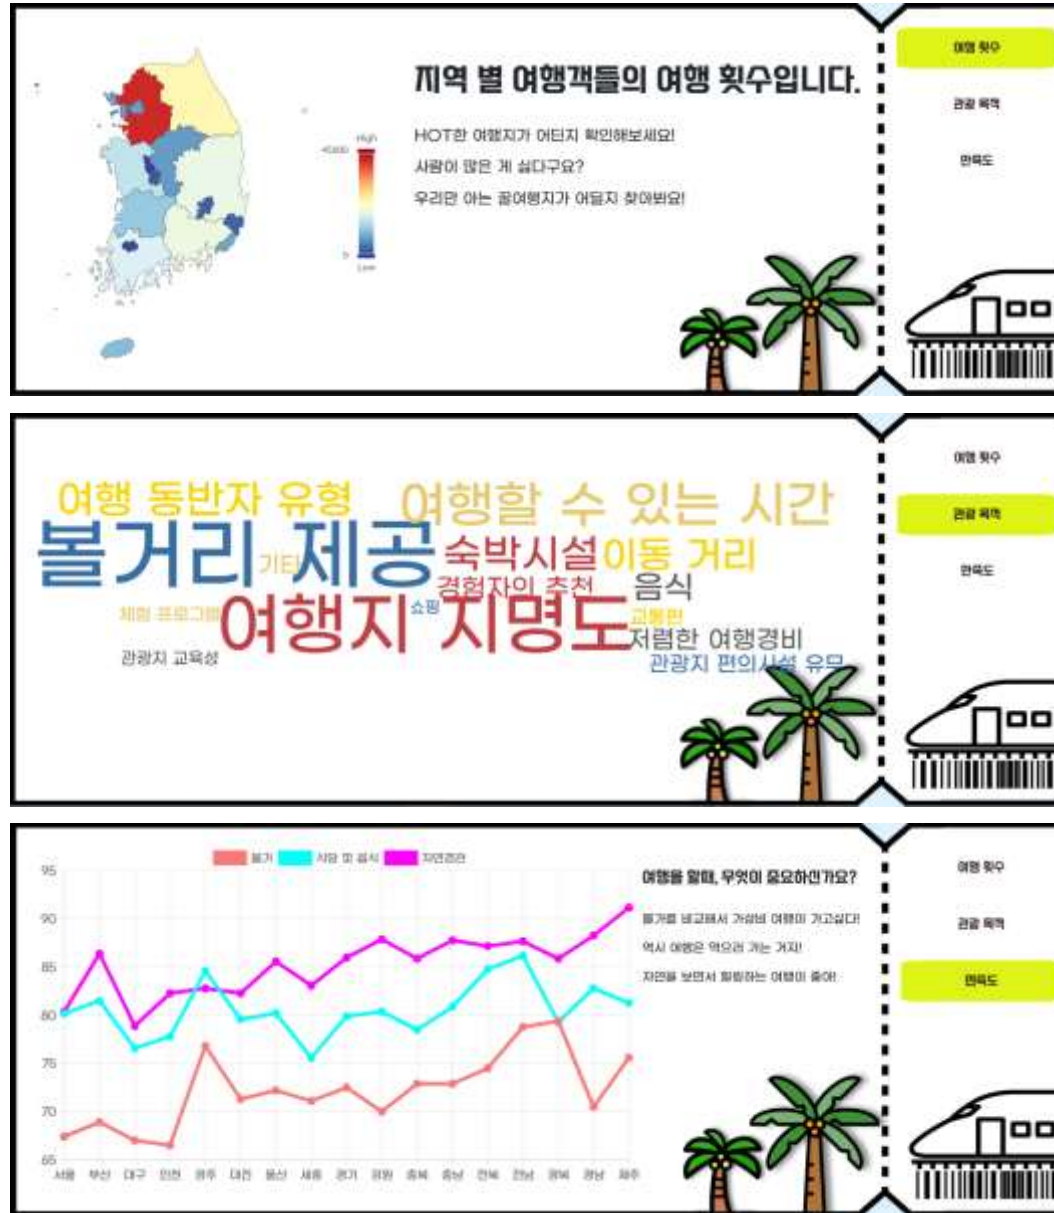 지역 별 여행객들의 여행 횟수입니다.
HOT한 여행지가 어딘지 확인해보세요!
사람이 많은 게 싫다구요?
우리만 아는 꿀여행지가 어딜지 찾아봐요!
High
Low
여행 횟수
관광 목적
만족도
여행 동반자 유형
여행할 수 있는 시간
볼거리 제공
기타
숙박시설
이동 거리
경험자의 추천
음식
체험 프로그램
여행지 지명도
쇼핑
교통편
저렴한 여행경비
관광지 교육성
관광지 편의시설 유무
여행 횟수
관광 목적
만족도
물가
식당 및 음식
자연경관
95
90
85
80
75
70
65
서울 부산 대구 인천 광주 대전 울산 세종 경기 강원 충북 충남 전북 전남 경북 경남 제주
여행을 할때, 무엇이 중요하신가요?
물가를 비교해서 가성비 여행이 가고싶다!
역시 여행은 먹으러 가는 거지!
자연을 보면서 힐링하는 여행이 좋아!
여행 횟수
관광 목적
만족도